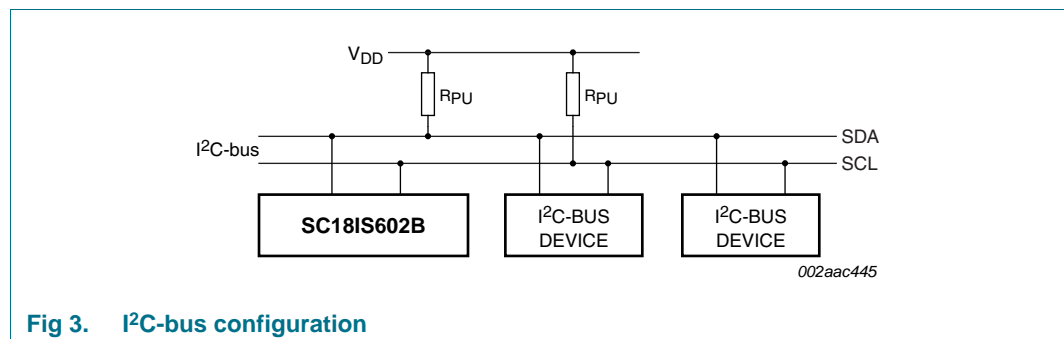 VDD
RPU RPU
SDA
I2C-bus
SCL
SC18IS602B
I2C-BUS DEVICE
I2C-BUS DEVICE
002aac445
Fig 3. I2C-bus configuration